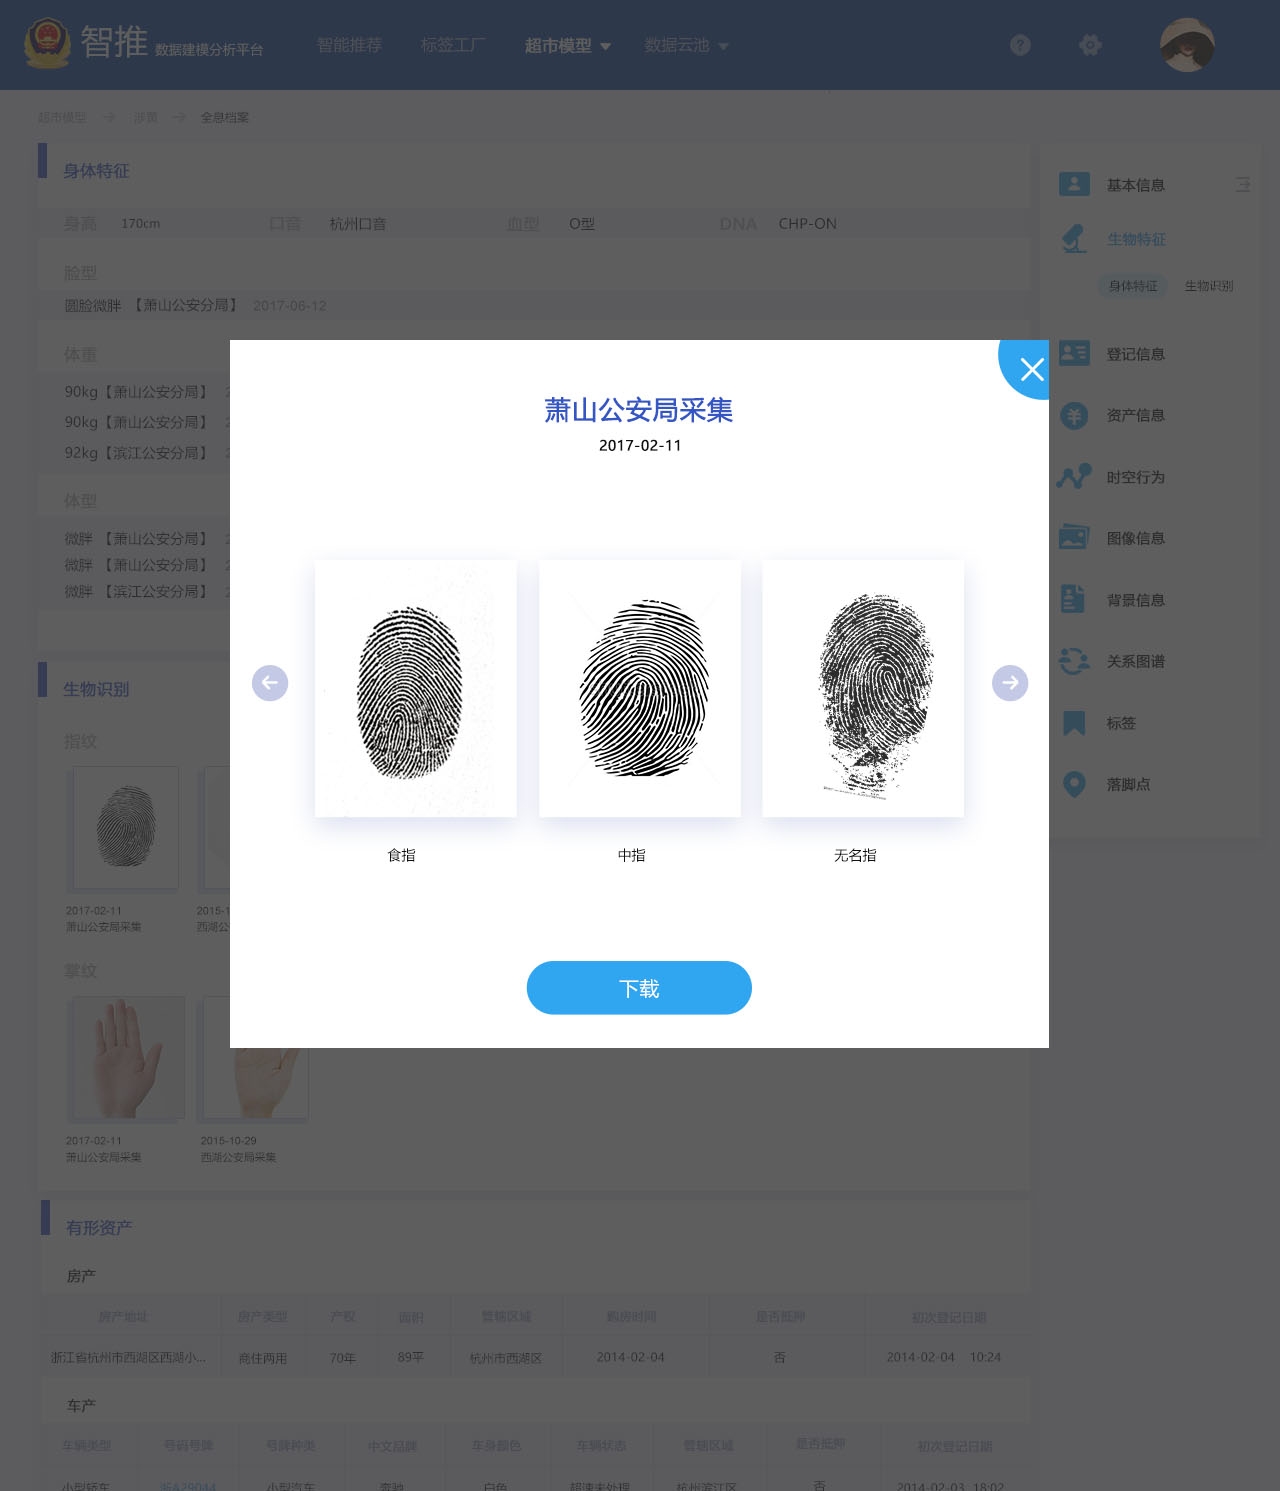 智推 数据建模分析平台 智能推荐 标签工厂 超市模型 数据云池
超市模型 涉黄 全息档案
身体特征
身高 170cm 口音 杭州口音 血型 O型 DNA CHP-ON
脸型
圆脸微胖 【萧山公安分局】 2017-06-12
体重
90kg【萧山公安分局】
90kg【萧山公安分局】
92kg【滨江公安分局】
体型
微胖 【萧山公安分局】
微胖 【萧山公安分局】
微胖 【滨江公安分局】
基本信息
生物特征
身体特征 生物识别
登记信息
资产信息
时空行为
图像信息
背景信息
关系图谱
标签
落脚点
萧山公安局采集
2017-02-11
食指 中指 无名指
下载
生物识别
指纹
2017-02-11 2015-1
萧山公安局采集 西湖公
掌纹
2017-02-11 2015-10-29
萧山公安局采集 西湖公安局采集
有形资产
房产
房产地址 房产类型 产权 面积 管辖区域 购房时间 是否抵押 初次登记日期
浙江省杭州市西湖区西湖小... 商住两用 70年 89平 杭州市西湖区 2014-02-04 否 2014-02-04 10:24
车产
车辆类型 号码号牌 号牌种类 中文品牌 车身颜色 车辆状态 管辖区域 是否抵押 初次登记日期
小型轿车 浙A29044 小型汽车 奔驰 白色 超速未处理 杭州滨江区 否 2014-02-03 18:02